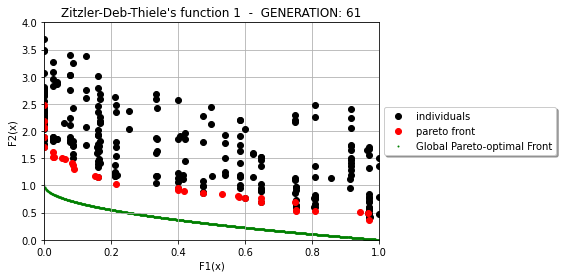 Zitzler-Deb-Thiele's function 1 - GENERATION: 61
4.0
3.5
3.0
2.5
2.0
1.5
1.0
0.5
0.0
F2(x)
0.0 0.2 0.4 0.6 0.8 1.0
F1(x)
individuals
pareto front
Global Pareto-optimal Front